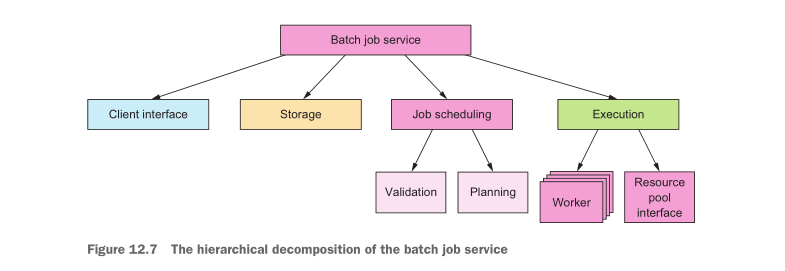 Batch job service
Client interface
Storage
Job scheduling
Execution
Validation
Planning
Worker
Resource
pool
interface
Figure 12.7 The hierarchical decomposition of the batch job service